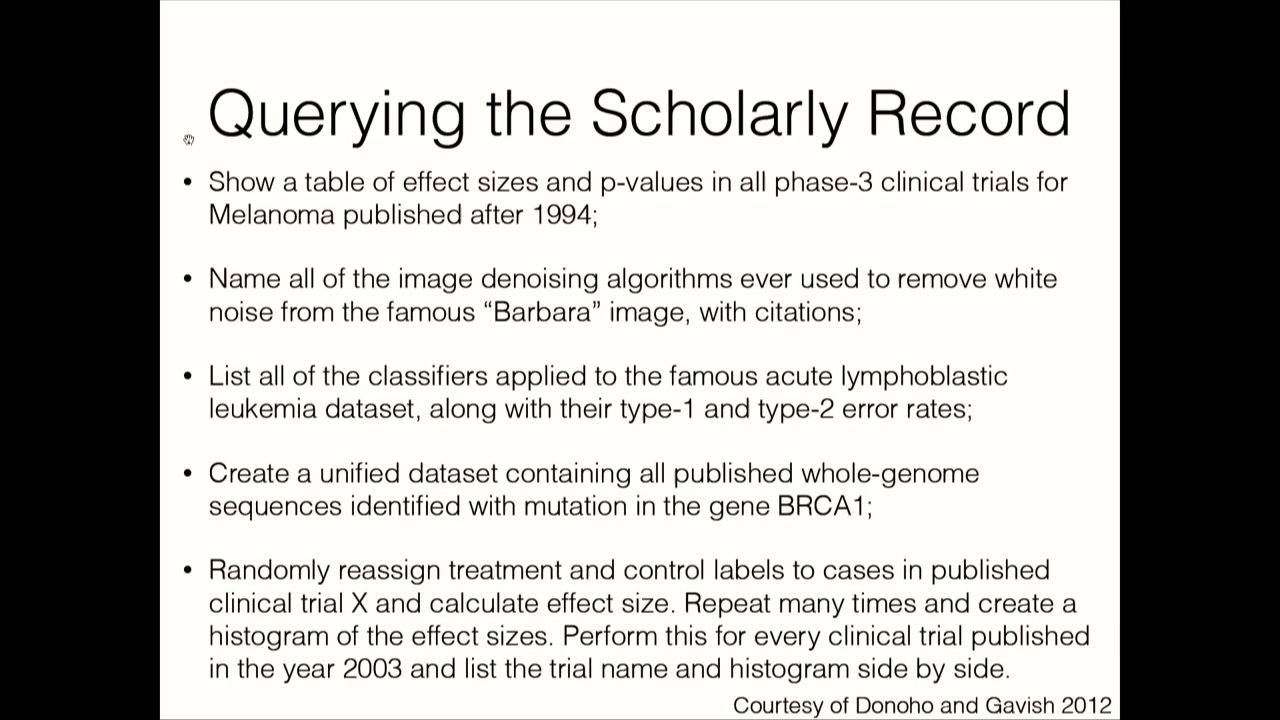 Querying the Scholarly Record
• Show a table of effect sizes and p-values in all phase-3 clinical trials for
Melanoma published after 1994;
• Name all of the image denoising algorithms ever used to remove white
noise from the famous “Barbara” image, with citations;
• List all of the classifiers applied to the famous acute lymphoblastic
leukemia dataset, along with their type-1 and type-2 error rates;
• Create a unified dataset containing all published whole-genome
sequences identified with mutation in the gene BRCA1;
• Randomly reassign treatment and control labels to cases in published
clinical trial X and calculate effect size. Repeat many times and create a
histogram of the effect sizes. Perform this for every clinical trial published
in the year 2003 and list the trial name and histogram side by side.
Courtesy of Donoho and Gavish 2012